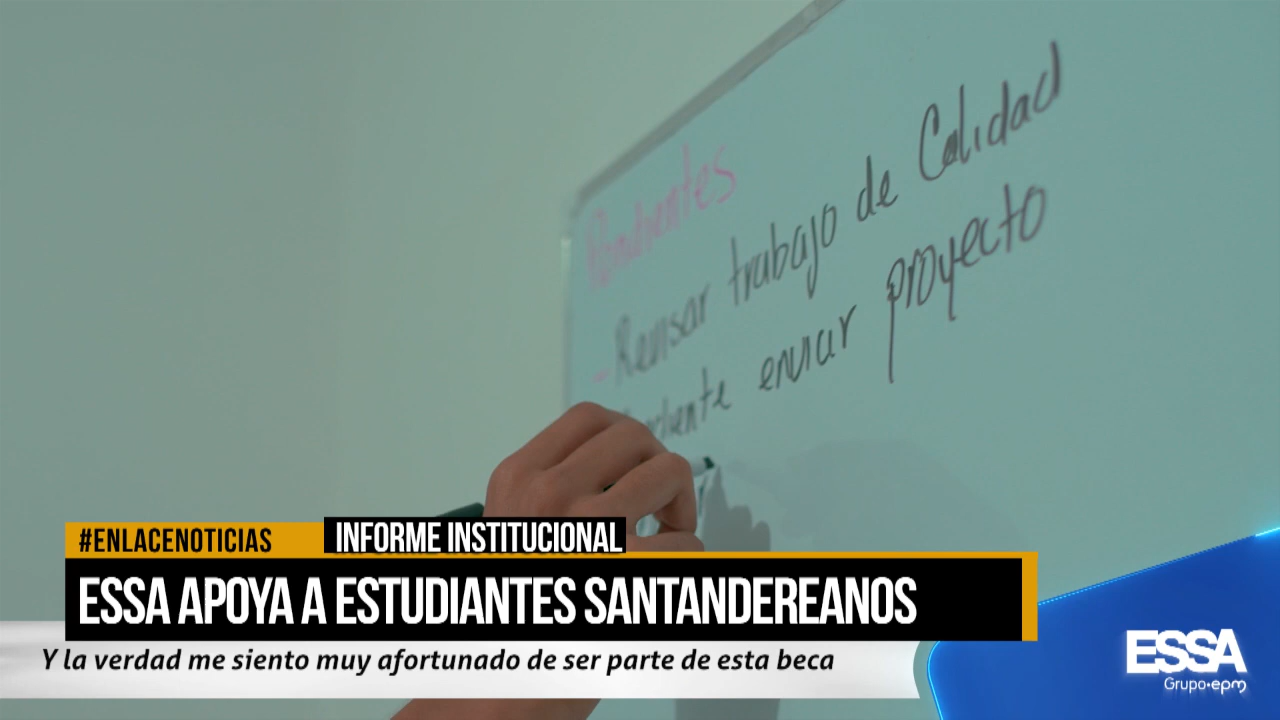 Pendientes
- Revisar trabajo de Calidad
enviar proyecto
#ENLACENOTICIAS
INFORME INSTITUCIONAL
ESSA APOYA A ESTUDIANTES SANTANDEREANOS
Y la verdad me siento muy afortunado de ser parte de esta beca
ESSA
Grupo·epm